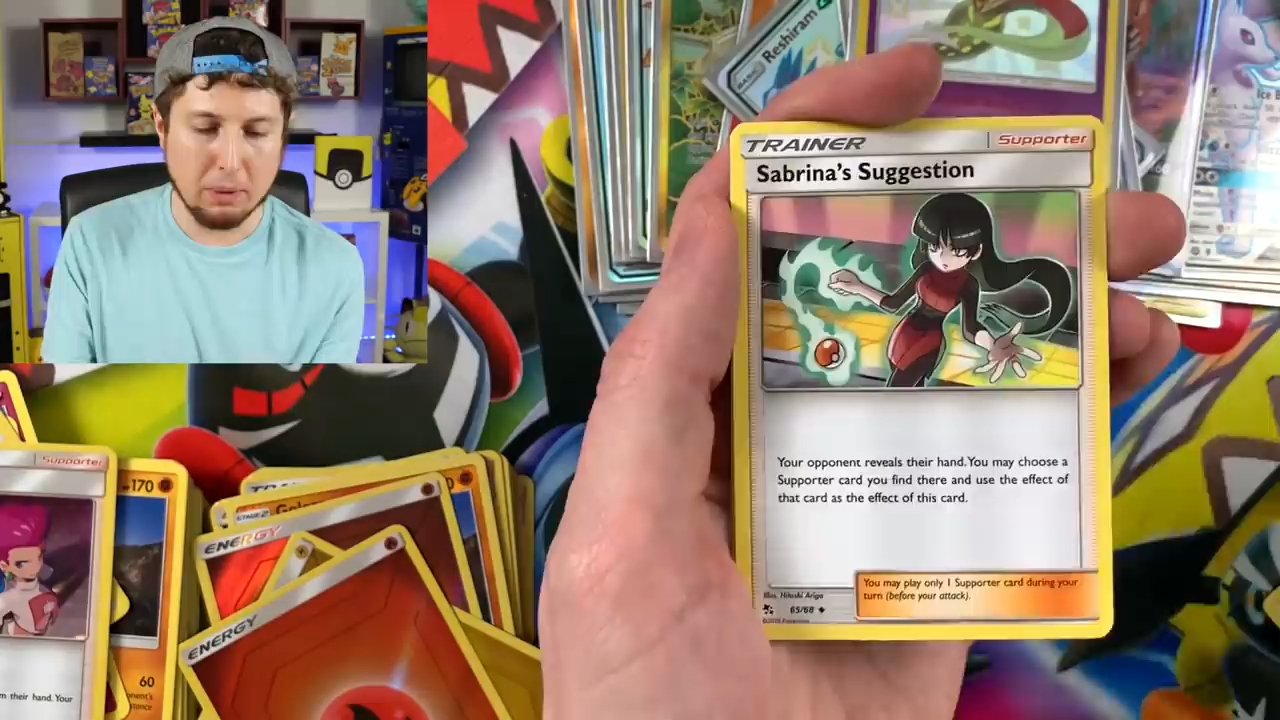 Reshiram
TRAINER
Supporter
Sabrina's Suggestion
Your opponent reveals their hand. You may choose a
Supporter card you find there and use the effect of
that card as the effect of this card.
You may play only 1 Supporter card during your
turn (before your attack).
Illus. Hitoshi Ariga
65/68
Supporter
170
STAGE 2
ENERGY
ENERGY
60
m their hand. Your